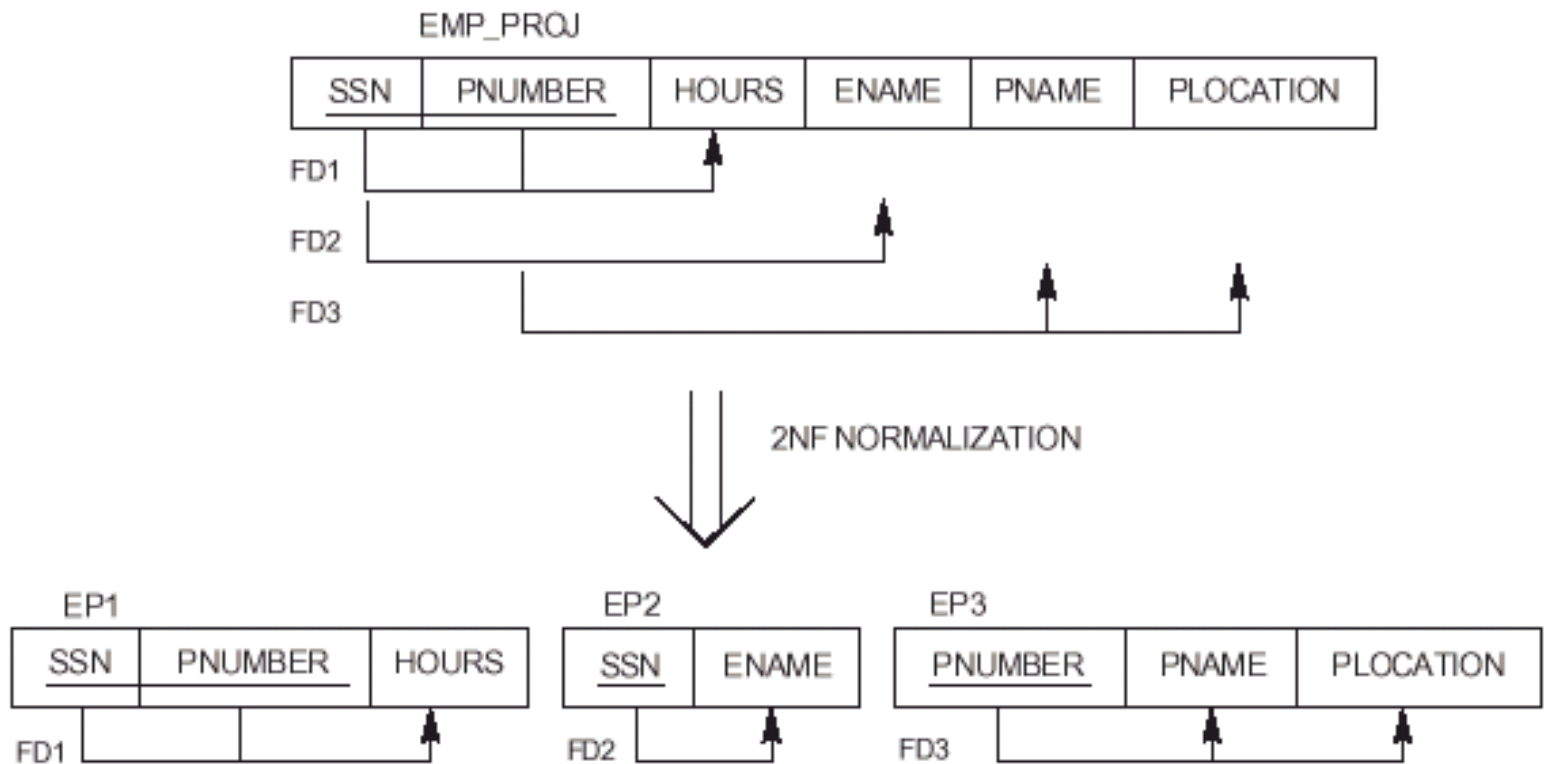 EMP_PROJ
SSN PNUMBER HOURS ENAME PNAME PLOCATION
FD1
FD2
FD3
2NF NORMALIZATION
EP1 EP2 EP3
SSN PNUMBER HOURS SSN ENAME PNUMBER PNAME PLOCATION
FD1 FD2 FD3